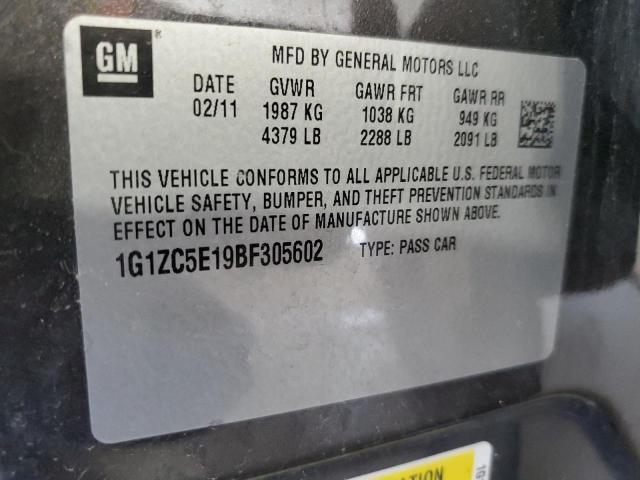 GM
MFD BY GENERAL MOTORS LLC
DATE GVWR GAWR FRT GAWR RR
02/11 1987 KG 1038 KG 949 KG
4379 LB 2288 LB 2091 LB
THIS VEHICLE CONFORMS TO ALL APPLICABLE U.S. FEDERAL MOTOR
VEHICLE SAFETY, BUMPER, AND THEFT PREVENTION STANDARDS IN
EFFECT ON THE DATE OF MANUFACTURE SHOWN ABOVE.
1G1ZC5E19BF305602 TYPE: PASS CAR